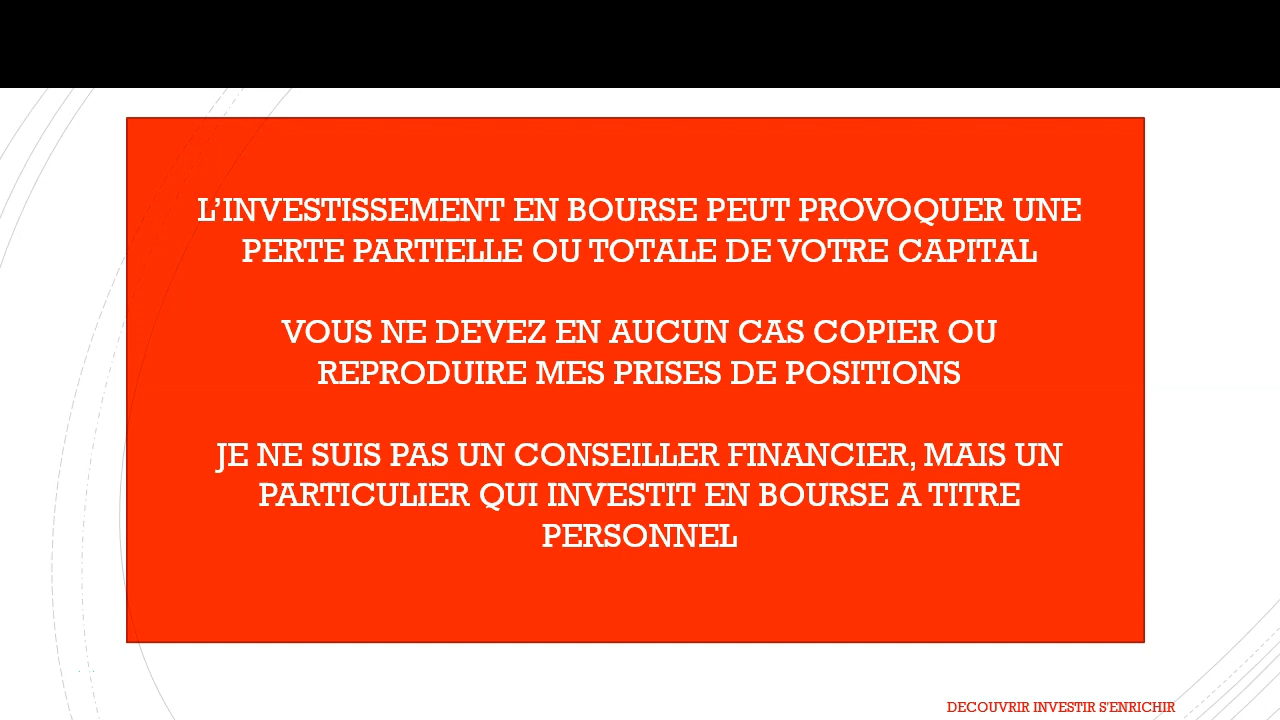 L’INVESTISSEMENT EN BOURSE PEUT PROVOQUER UNE
PERTE PARTIELLE OU TOTALE DE VOTRE CAPITAL
VOUS NE DEVEZ EN AUCUN CAS COPIER OU
REPRODUIRE MES PRISES DE POSITIONS
JE NE SUIS PAS UN CONSEILLER FINANCIER, MAIS UN
PARTICULIER QUI INVESTIT EN BOURSE A TITRE
PERSONNEL
DECOUVRIR INVESTIR S'ENRICHIR